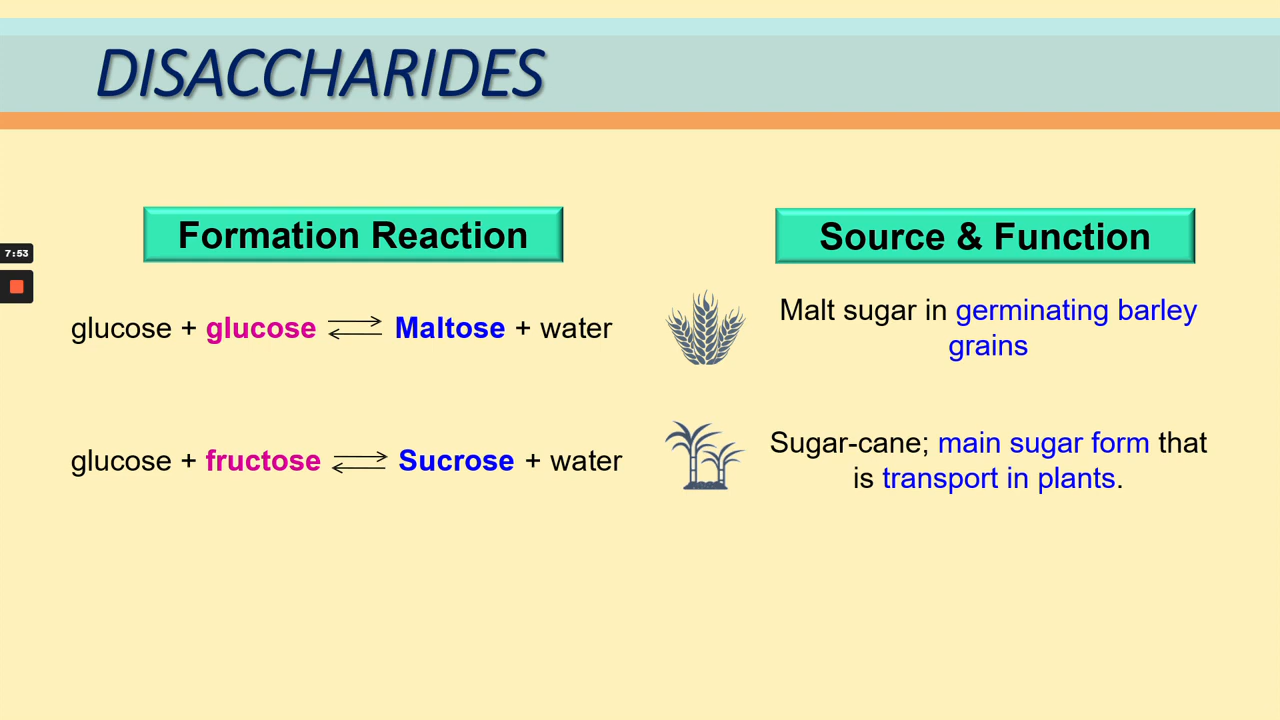 DISACCHARIDES
Formation Reaction
Source & Function
7:53
glucose + glucose ⇌ Maltose + water
Malt sugar in germinating barley
grains
glucose + fructose ⇌ Sucrose + water
Sugar-cane; main sugar form that
is transport in plants.